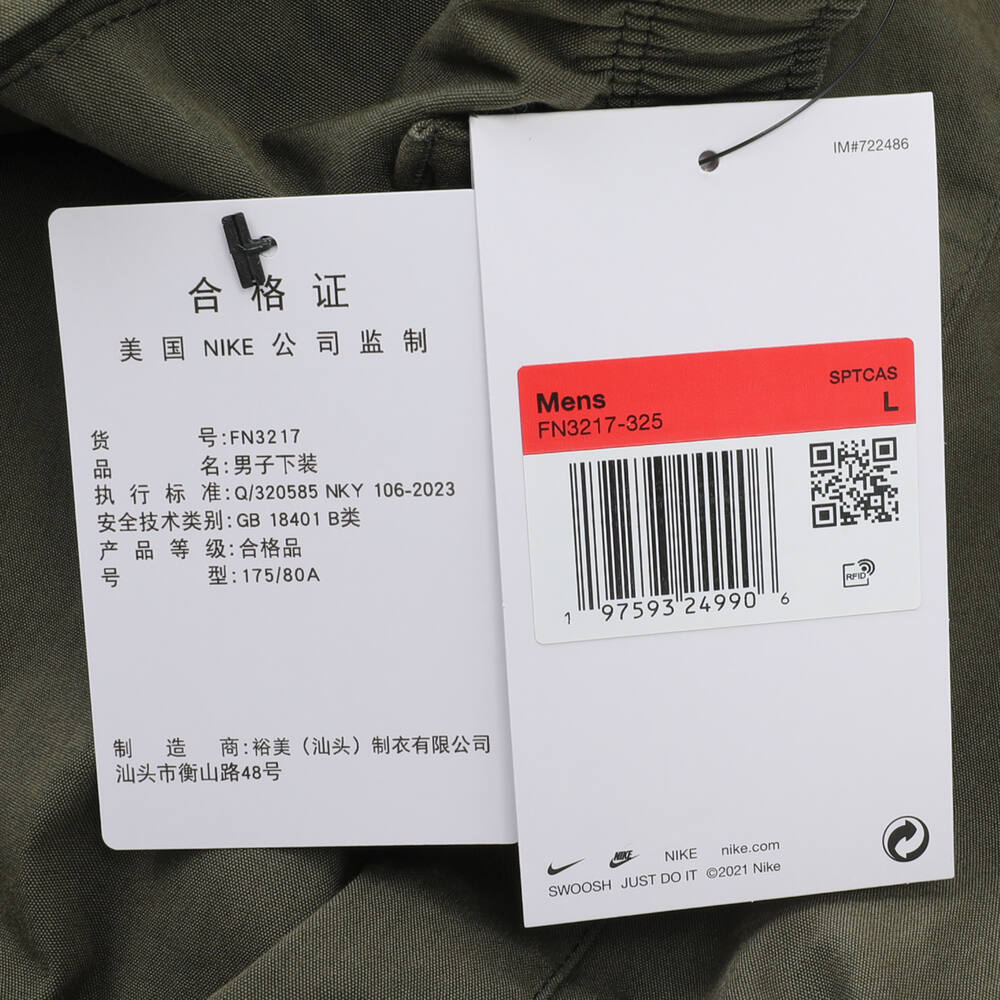 合格证
美国 NIKE 公司监制
货 号:FN3217
品 名:男子下装
执行标准:Q/320585 NKY 106-2023
安全技术类别:GB 18401 B类
产品等级:合格品
号 型:175/80A
制造商:裕美（汕头）制衣有限公司
汕头市衡山路48号
IM#722486
SPTCAS
Mens L
FN3217-325
RFID
1 97593 24990 6
NIKE NIKE nike.com
SWOOSH JUST DO IT ©2021 Nike